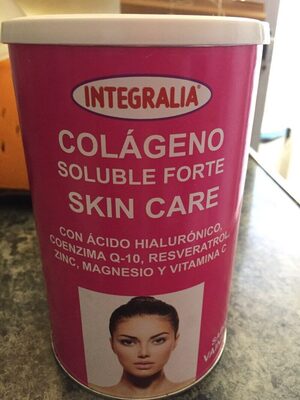 INTEGRALIA
COLÁGENO
SOLUBLE FORTE
SKIN CARE
CON ÁCIDO HIALURÓNICO,
COENZIMA Q-10, RESVERATROL,
ZINC, MAGNESIO Y VITAMINA C